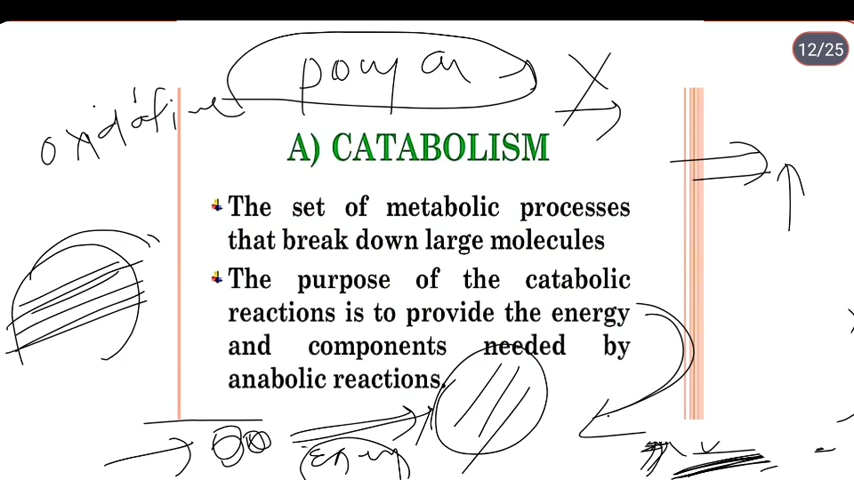 12/25
oxidative
A) CATABOLISM
The set of metabolic processes
that break down large molecules
The purpose of the catabolic
reactions is to provide the energy
and components needed by
anabolic reactions.